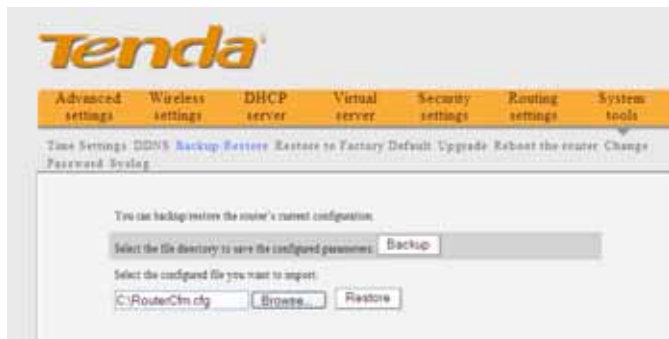 Tenda
Advanced settings Wireless settings DHCP server Virtual server Security settings Routing settings System tools
Time Settings DDNS Backup/Restore Restore to Factory Default Upgrade Reboot the router Change
Password Syslog
You can backup/restore the router's current configuration.
Select the file directory to save the configured parameters: Backup
Select the configured file you want to import:
C:\RouterCfm.cfg Browse... Restore